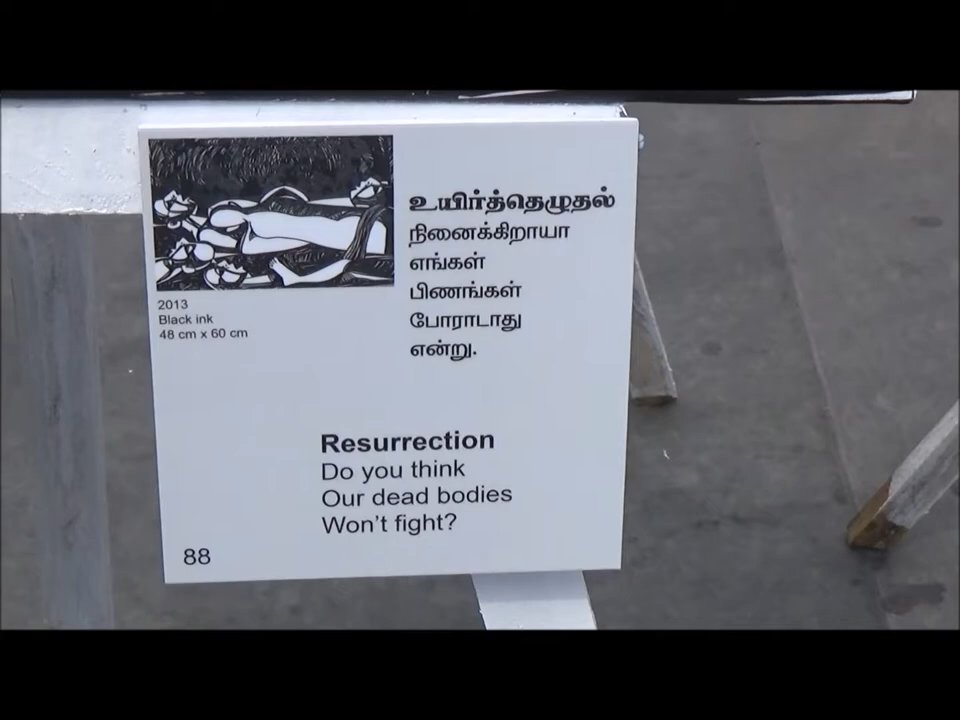 2013
Black ink
48 cm x 60 cm
உயிர்த்தெழுதல்
நினைக்கிறாயா
எங்கள்
பிணங்கள்
போராடாது
என்று.
Resurrection
Do you think
Our dead bodies
Won't fight?
88